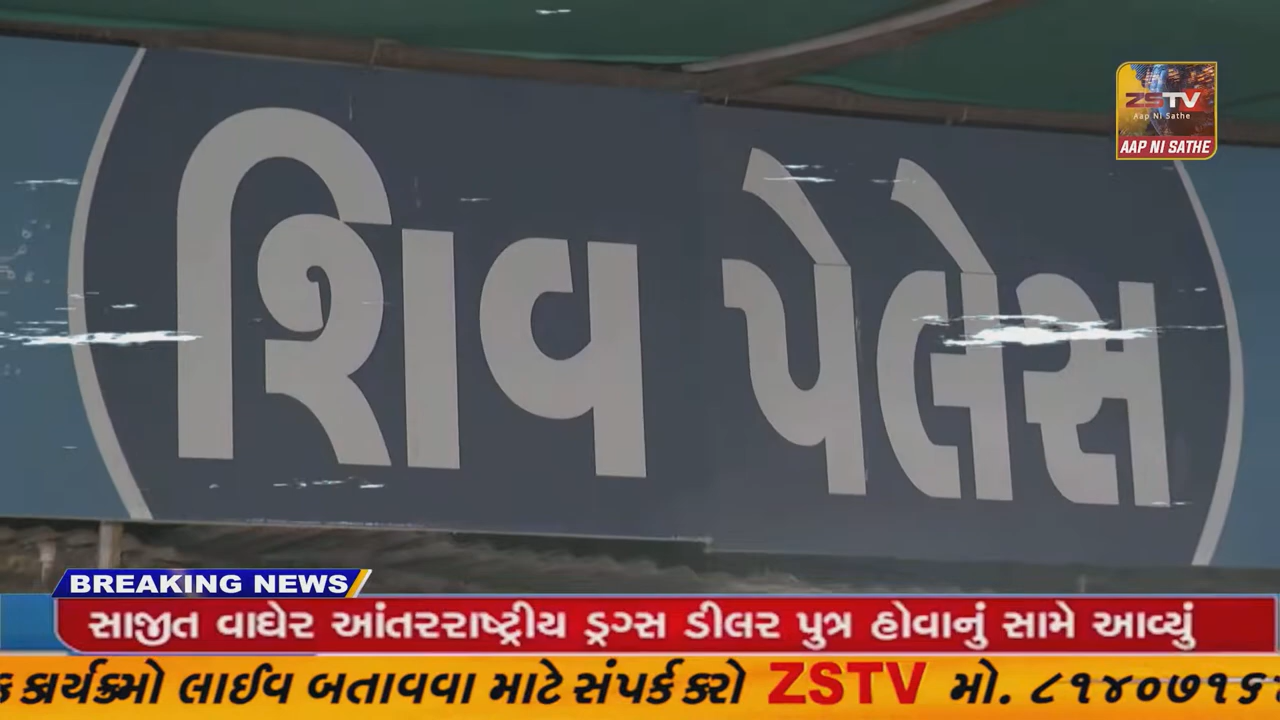 ZSTV
Aap Ni Sathe
AAP NI SATHE
શિવ પેલેસ
BREAKING NEWS
સાજીત વાઘેર આંતરરાષ્ટ્રીય ડ્રગ્સ ડીલર પુત્ર હોવાનું સામે આવ્યું
કાર્યક્રમો લાઈવ બતાવવા માટે સંપર્ક કરો ZSTV મો. ૮૧૪૦૭૧૬